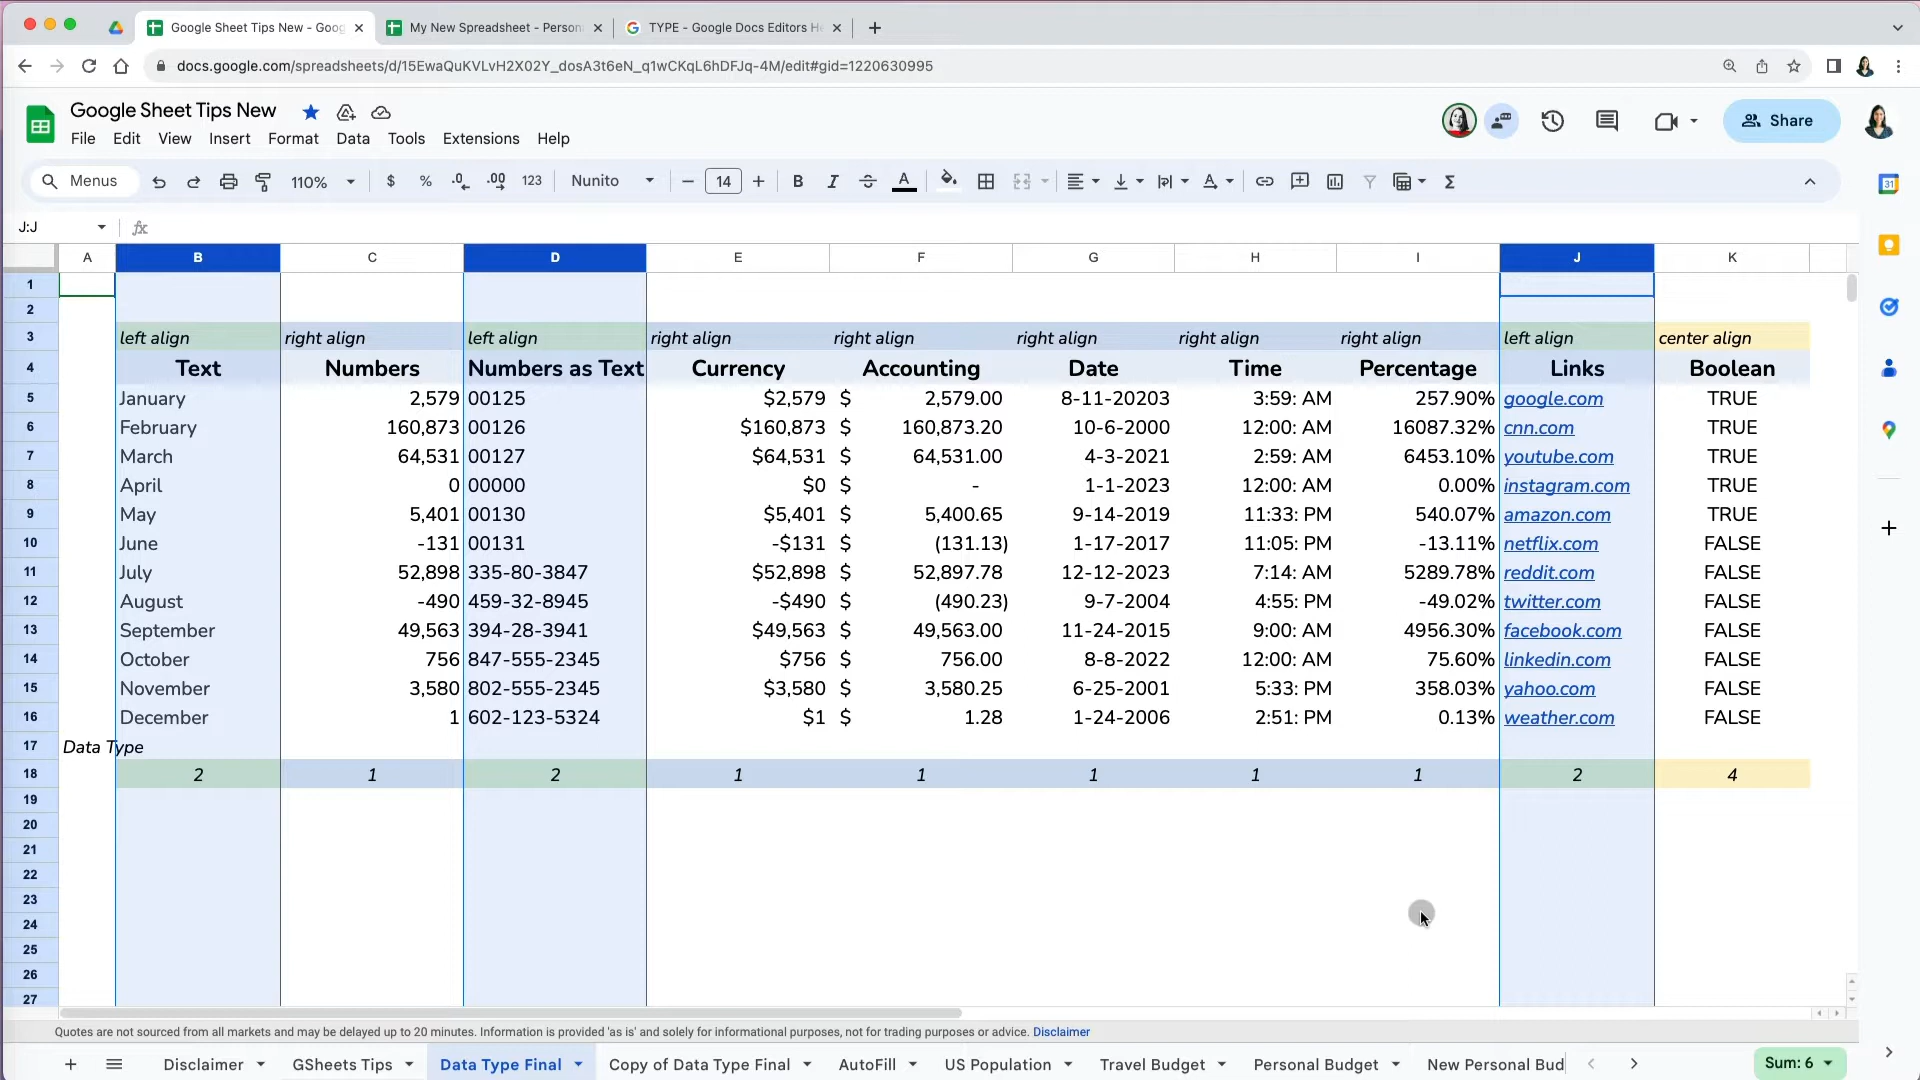 Google Sheet Tips New - Goog
My New Spreadsheet - Person
TYPE - Google Docs Editors He
docs.google.com/spreadsheets/d/15EwaQuKVLvH2X02Y_dosA3t6eN_q1wCKqL6hDFJq-4M/edit#gid=1220630995
Google Sheet Tips New
Share
File Edit View Insert Format Data Tools Extensions Help
Menus 110% $ % .0 .00 123 Nunito 14 B I A
31
J:J fx
A B C D E F G H I J K
1
2
3 left align right align left align right align right align right align right align right align left align center align
4 Text Numbers Numbers as Text Currency Accounting Date Time Percentage Links Boolean
5 January 2,579 00125 $2,579 $ 2,579.00 8-11-20203 3:59: AM 257.90% google.com TRUE
6 February 160,873 00126 $160,873 $ 160,873.20 10-6-2000 12:00: AM 16087.32% cnn.com TRUE
7 March 64,531 00127 $64,531 $ 64,531.00 4-3-2021 2:59: AM 6453.10% youtube.com TRUE
8 April 0 00000 $0 $ - 1-1-2023 12:00: AM 0.00% instagram.com TRUE
9 May 5,401 00130 $5,401 $ 5,400.65 9-14-2019 11:33: PM 540.07% amazon.com TRUE
10 June -131 00131 -$131 $ (131.13) 1-17-2017 11:05: PM -13.11% netflix.com FALSE
11 July 52,898 335-80-3847 $52,898 $ 52,897.78 12-12-2023 7:14: AM 5289.78% reddit.com FALSE
12 August -490 459-32-8945 -$490 $ (490.23) 9-7-2004 4:55: PM -49.02% twitter.com FALSE
13 September 49,563 394-28-3941 $49,563 $ 49,563.00 11-24-2015 9:00: AM 4956.30% facebook.com FALSE
14 October 756 847-555-2345 $756 $ 756.00 8-8-2022 12:00: AM 75.60% linkedin.com FALSE
15 November 3,580 802-555-2345 $3,580 $ 3,580.25 6-25-2001 5:33: PM 358.03% yahoo.com FALSE
16 December 1 602-123-5324 $1 $ 1.28 1-24-2006 2:51: PM 0.13% weather.com FALSE
17 Data Type
18 2 1 2 1 1 1 1 1 2 4
19
20
21
22
23
24
25
26
27
Quotes are not sourced from all markets and may be delayed up to 20 minutes. Information is provided 'as is' and solely for informational purposes, not for trading purposes or advice. Disclaimer
Disclaimer GSheets Tips Data Type Final Copy of Data Type Final AutoFill US Population Travel Budget Personal Budget New Personal Bud Sum: 6